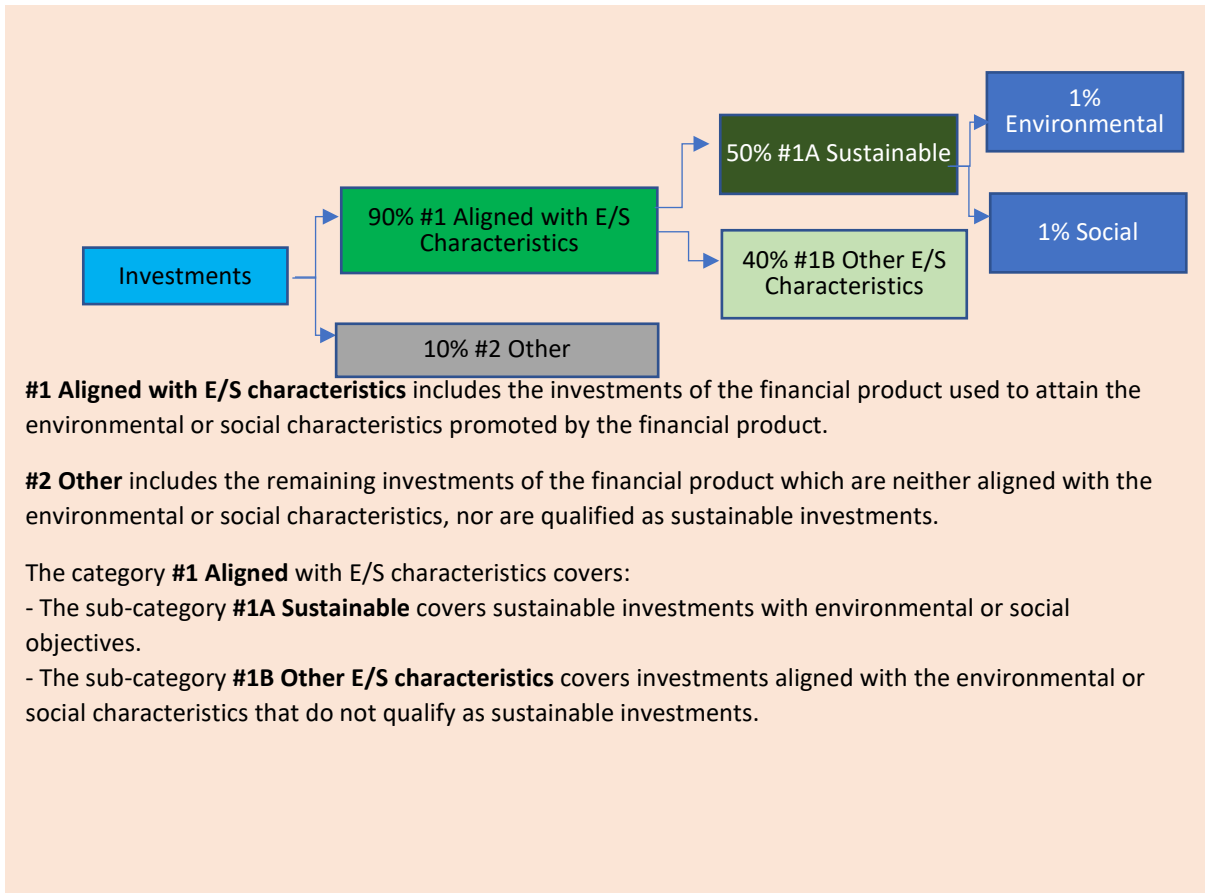 1%
Environmental
50% #1A Sustainable
90% #1 Aligned with E/S
Characteristics
1% Social
Investments
40% #1B Other E/S
Characteristics
10% #2 Other
#1 Aligned with E/S characteristics includes the investments of the financial product used to attain the
environmental or social characteristics promoted by the financial product.
#2 Other includes the remaining investments of the financial product which are neither aligned with the
environmental or social characteristics, nor are qualified as sustainable investments.
The category #1 Aligned with E/S characteristics covers:
- The sub-category #1A Sustainable covers sustainable investments with environmental or social
objectives.
- The sub-category #1B Other E/S characteristics covers investments aligned with the environmental or
social characteristics that do not qualify as sustainable investments.